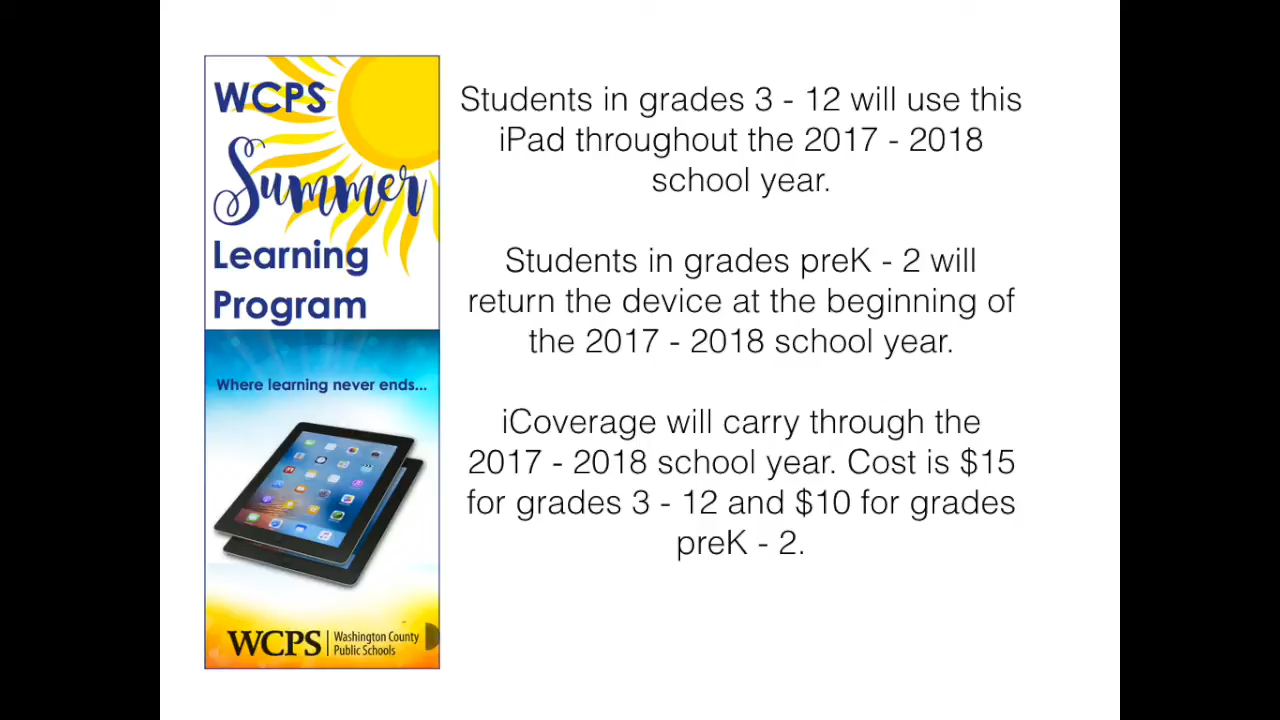 WCPS
Summer
Learning
Program
Where learning never ends...
WCPS | Washington County
Public Schools
Students in grades 3 - 12 will use this
iPad throughout the 2017 - 2018
school year.
Students in grades preK - 2 will
return the device at the beginning of
the 2017 - 2018 school year.
iCoverage will carry through the
2017 - 2018 school year. Cost is $15
for grades 3 - 12 and $10 for grades
preK - 2.